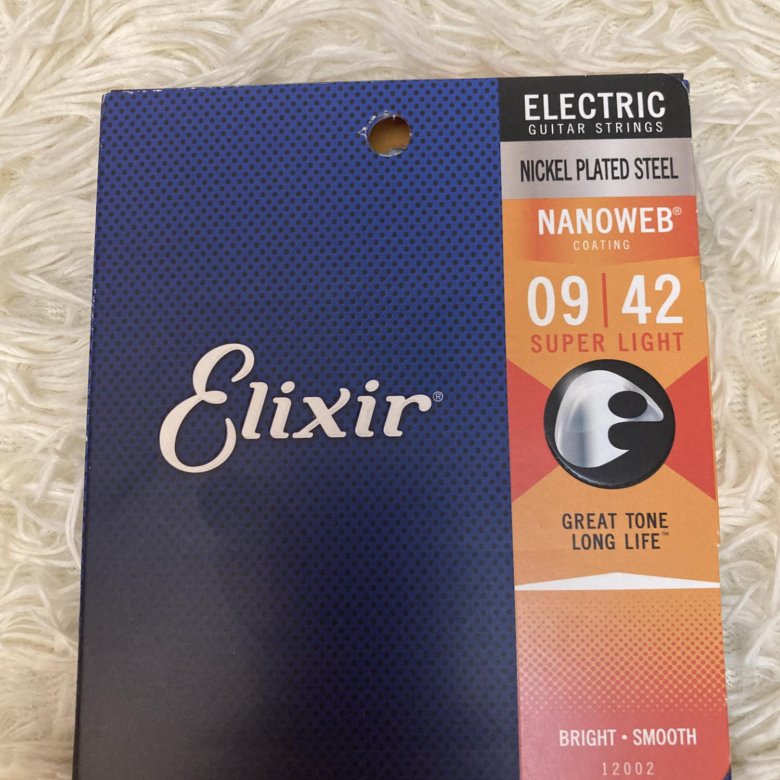 ELECTRIC
GUITAR STRINGS
NICKEL PLATED STEEL
NANOWEB®
COATING
09 | 42
SUPER LIGHT
Elixir®
GREAT TONE
LONG LIFE™
BRIGHT • SMOOTH
12002